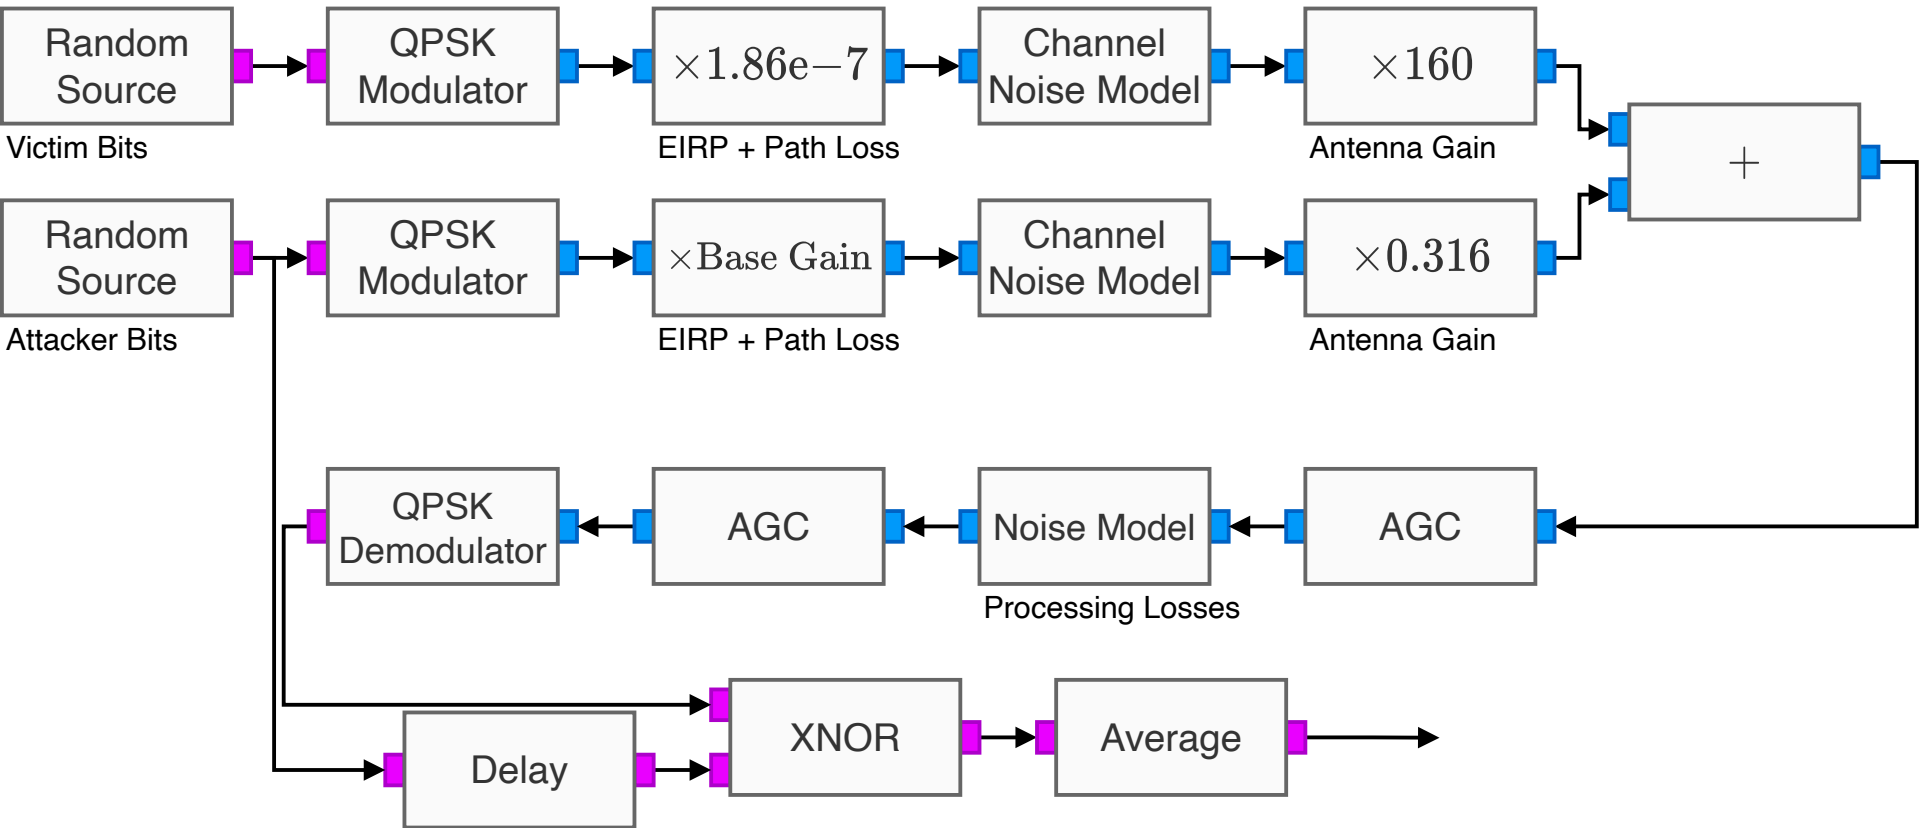 Random
Source
QPSK
Modulator
×1.86e−7
Channel
Noise Model
×160
Victim Bits
EIRP + Path Loss
Antenna Gain
+
Random
Source
QPSK
Modulator
×Base Gain
Channel
Noise Model
×0.316
Attacker Bits
EIRP + Path Loss
Antenna Gain
QPSK
Demodulator
AGC
Noise Model
AGC
Processing Losses
XNOR
Average
Delay